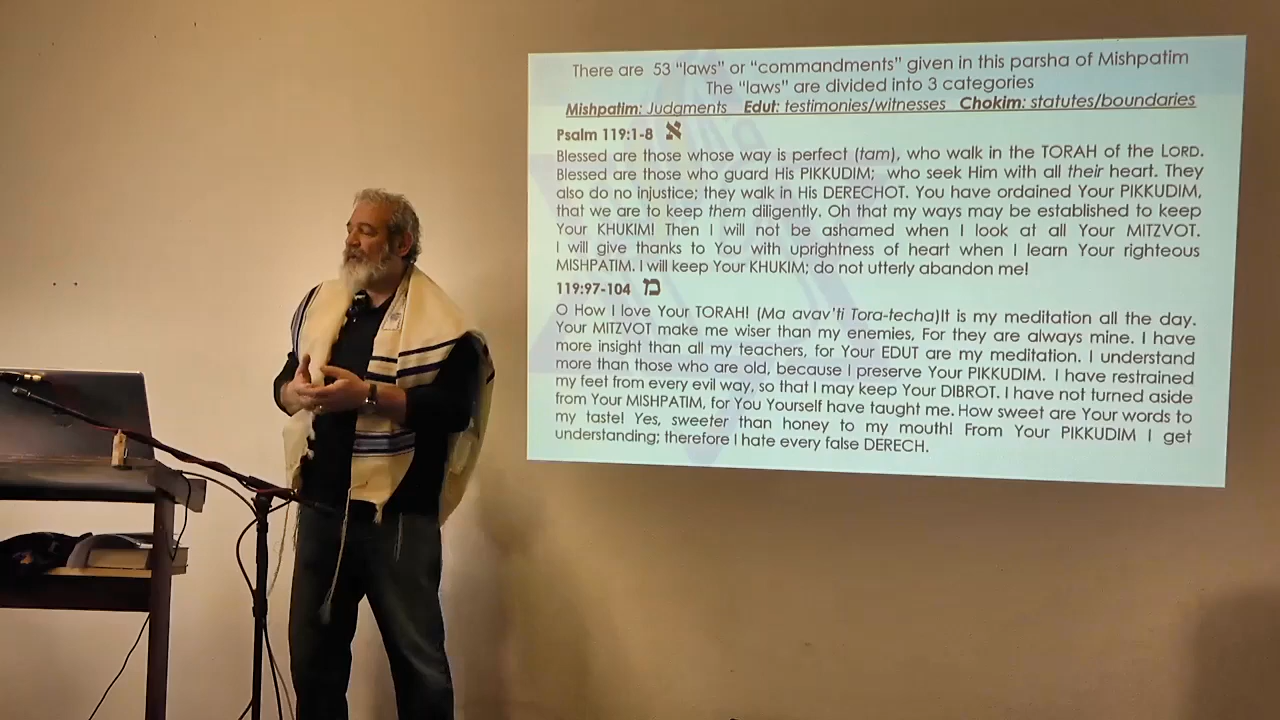 There are 53 “laws” or “commandments” given in this parsha of Mishpatim
The “laws” are divided into 3 categories
Mishpatim: Judgments Edut: testimonies/witnesses Chokim: statutes/boundaries
Psalm 119:1-8 א
Blessed are those whose way is perfect (tam), who walk in the TORAH of the LORD.
Blessed are those who guard His PIKKUDIM; who seek Him with all their heart. They
also do no injustice; they walk in His DERECHOT. You have ordained Your PIKKUDIM,
that we are to keep them diligently. Oh that my ways may be established to keep
Your KHUKIM! Then I will not be ashamed when I look at all Your MITZVOT.
I will give thanks to You with uprightness of heart when I learn Your righteous
MISHPATIM. I will keep Your KHUKIM; do not utterly abandon me!
119:97-104 מ
O How I love Your TORAH! (Ma avav’ti Tora-techa)It is my meditation all the day.
Your MITZVOT make me wiser than my enemies, For they are always mine. I have
more insight than all my teachers, for Your EDUT are my meditation. I understand
more than those who are old, because I preserve Your PIKKUDIM. I have restrained
my feet from every evil way, so that I may keep Your DIBROT. I have not turned aside
from Your MISHPATIM, for You Yourself have taught me. How sweet are Your words to
my taste! Yes, sweeter than honey to my mouth! From Your PIKKUDIM I get
understanding; therefore I hate every false DERECH.